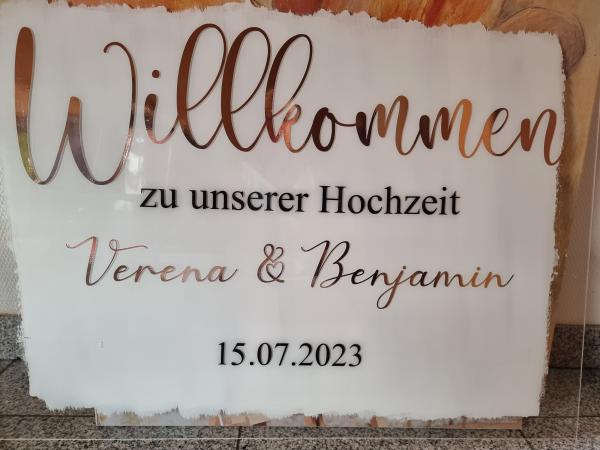 Willkommen
zu unserer Hochzeit
Verena & Benjamin
15.07.2023